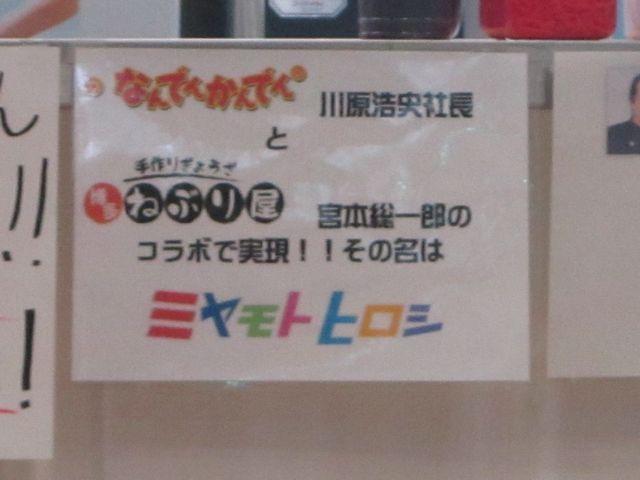 なんでんかんでん 川原浩史社長
と
手作りぎょうざ
ねぶり屋 宮本総一郎の
コラボで実現！！その名は
ミヤモトヒロシ
ん
！！
！